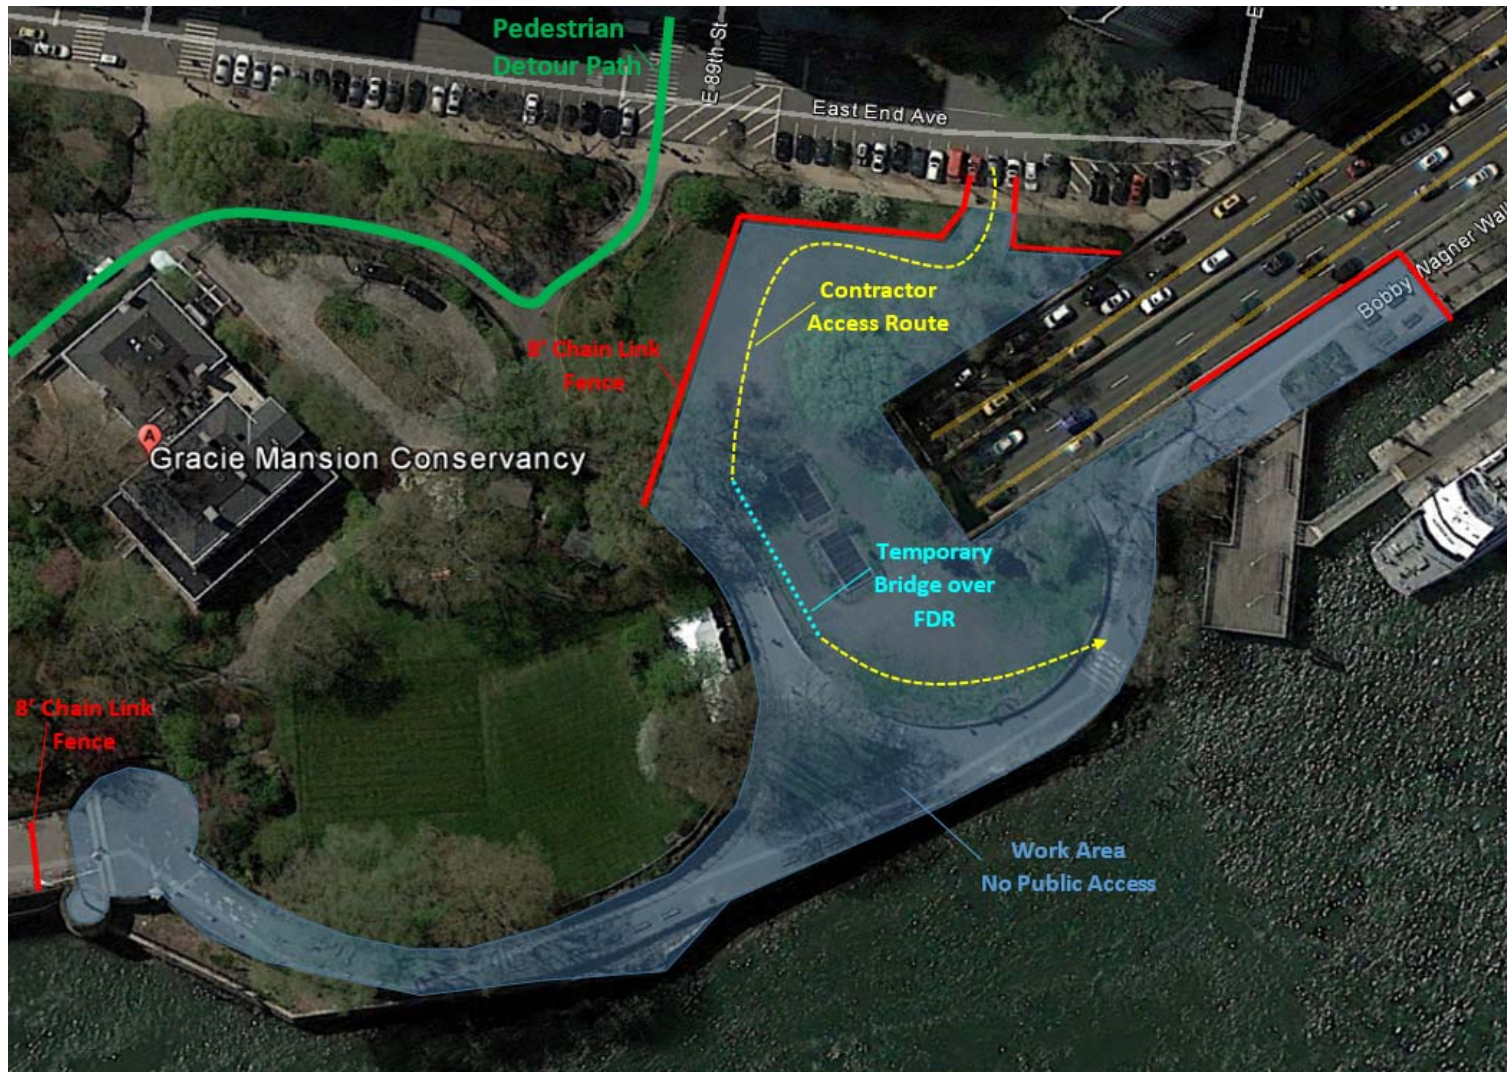 Pedestrian
Detour Path
E 89th St
E
East End Ave
Bobby Wagner Wal
Contractor
Access Route
8' Chain Link
Fence
A
Gracie Mansion Conservancy
Temporary
Bridge over
FDR
8' Chain Link
Fence
Work Area
No Public Access